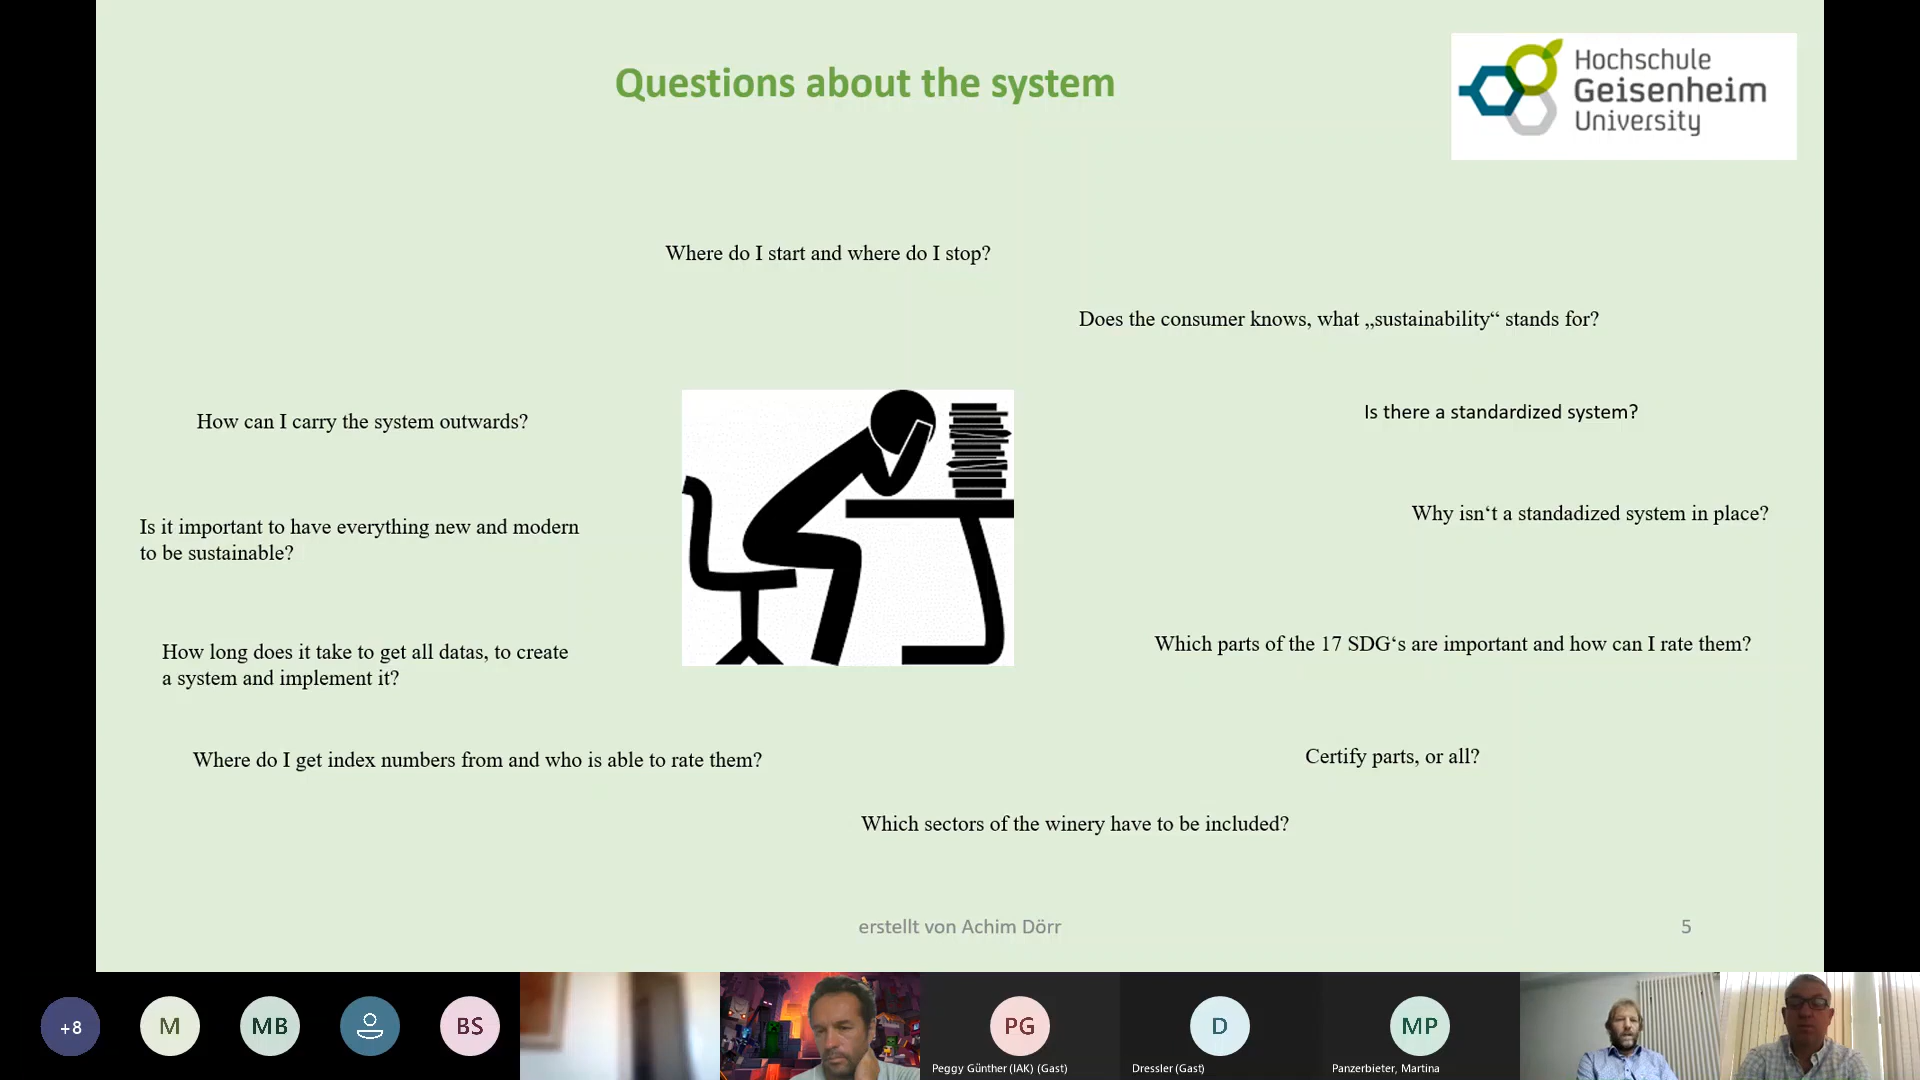 Questions about the system
Hochschule
Geisenheim
University
Where do I start and where do I stop?
Does the consumer knows, what „sustainability“ stands for?
How can I carry the system outwards?
Is there a standardized system?
Is it important to have everything new and modern
to be sustainable?
Why isn‘t a standadized system in place?
How long does it take to get all datas, to create
a system and implement it?
Which parts of the 17 SDG‘s are important and how can I rate them?
Where do I get index numbers from and who is able to rate them?
Certify parts, or all?
Which sectors of the winery have to be included?
erstellt von Achim Dörr
5
+8
M
MB
BS
PG
D
MP
Peggy Günther (IAK) (Gast)
Dressler (Gast)
Panzerbieter, Martina